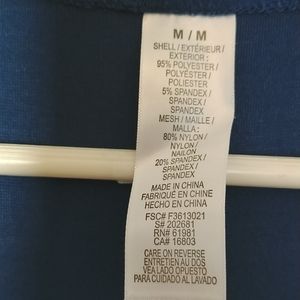 M / M
SHELL / EXTÉRIEUR /
EXTERIOR :
95% POLYESTER /
POLYESTER /
POLIESTER
5% SPANDEX /
SPANDEX /
SPANDEX
MESH / MAILLE /
MALLA :
80% NYLON /
NYLON /
NAILON
20% SPANDEX /
SPANDEX /
SPANDEX
MADE IN CHINA
FABRIQUÉ EN CHINE
HECHO EN CHINA
FSC# F3613021
S# 202681
RN# 61981
CA# 16803
CARE ON REVERSE
ENTRETIEN AU DOS
VEA LADO OPUESTO
PARA CUIDADO AL LAVADO